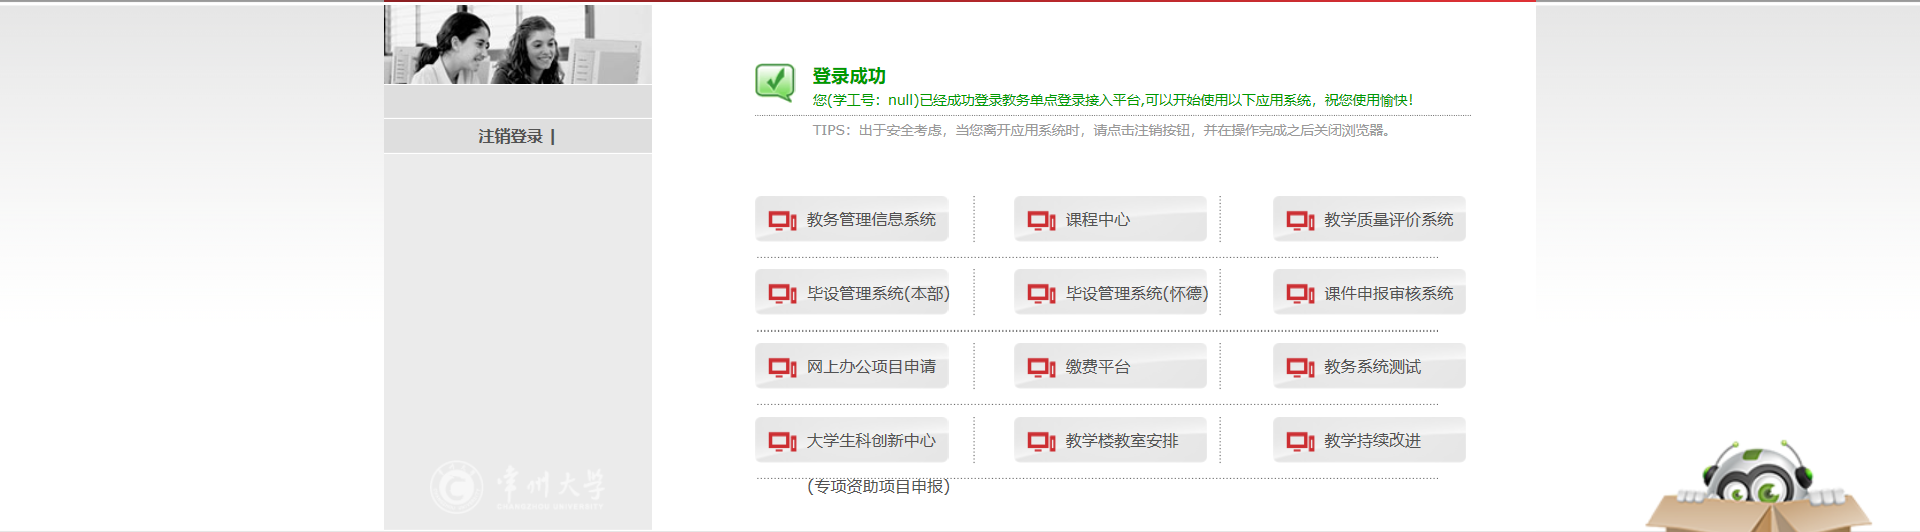 登录成功
您(学工号：null)已经成功登录教务单点登录接入平台,可以开始使用以下应用系统，祝您使用愉快！
TIPS：出于安全考虑，当您离开应用系统时，请点击注销按钮，并在操作完成之后关闭浏览器。
注销登录 |
教务管理信息系统
课程中心
教学质量评价系统
毕设管理系统(本部)
毕设管理系统(怀德)
课件申报审核系统
网上办公项目申请
缴费平台
教务系统测试
大学生科创新中心
教学楼教室安排
教学持续改进
(专项资助项目申报)
常州大学
CHANGZHOU UNIVERSITY